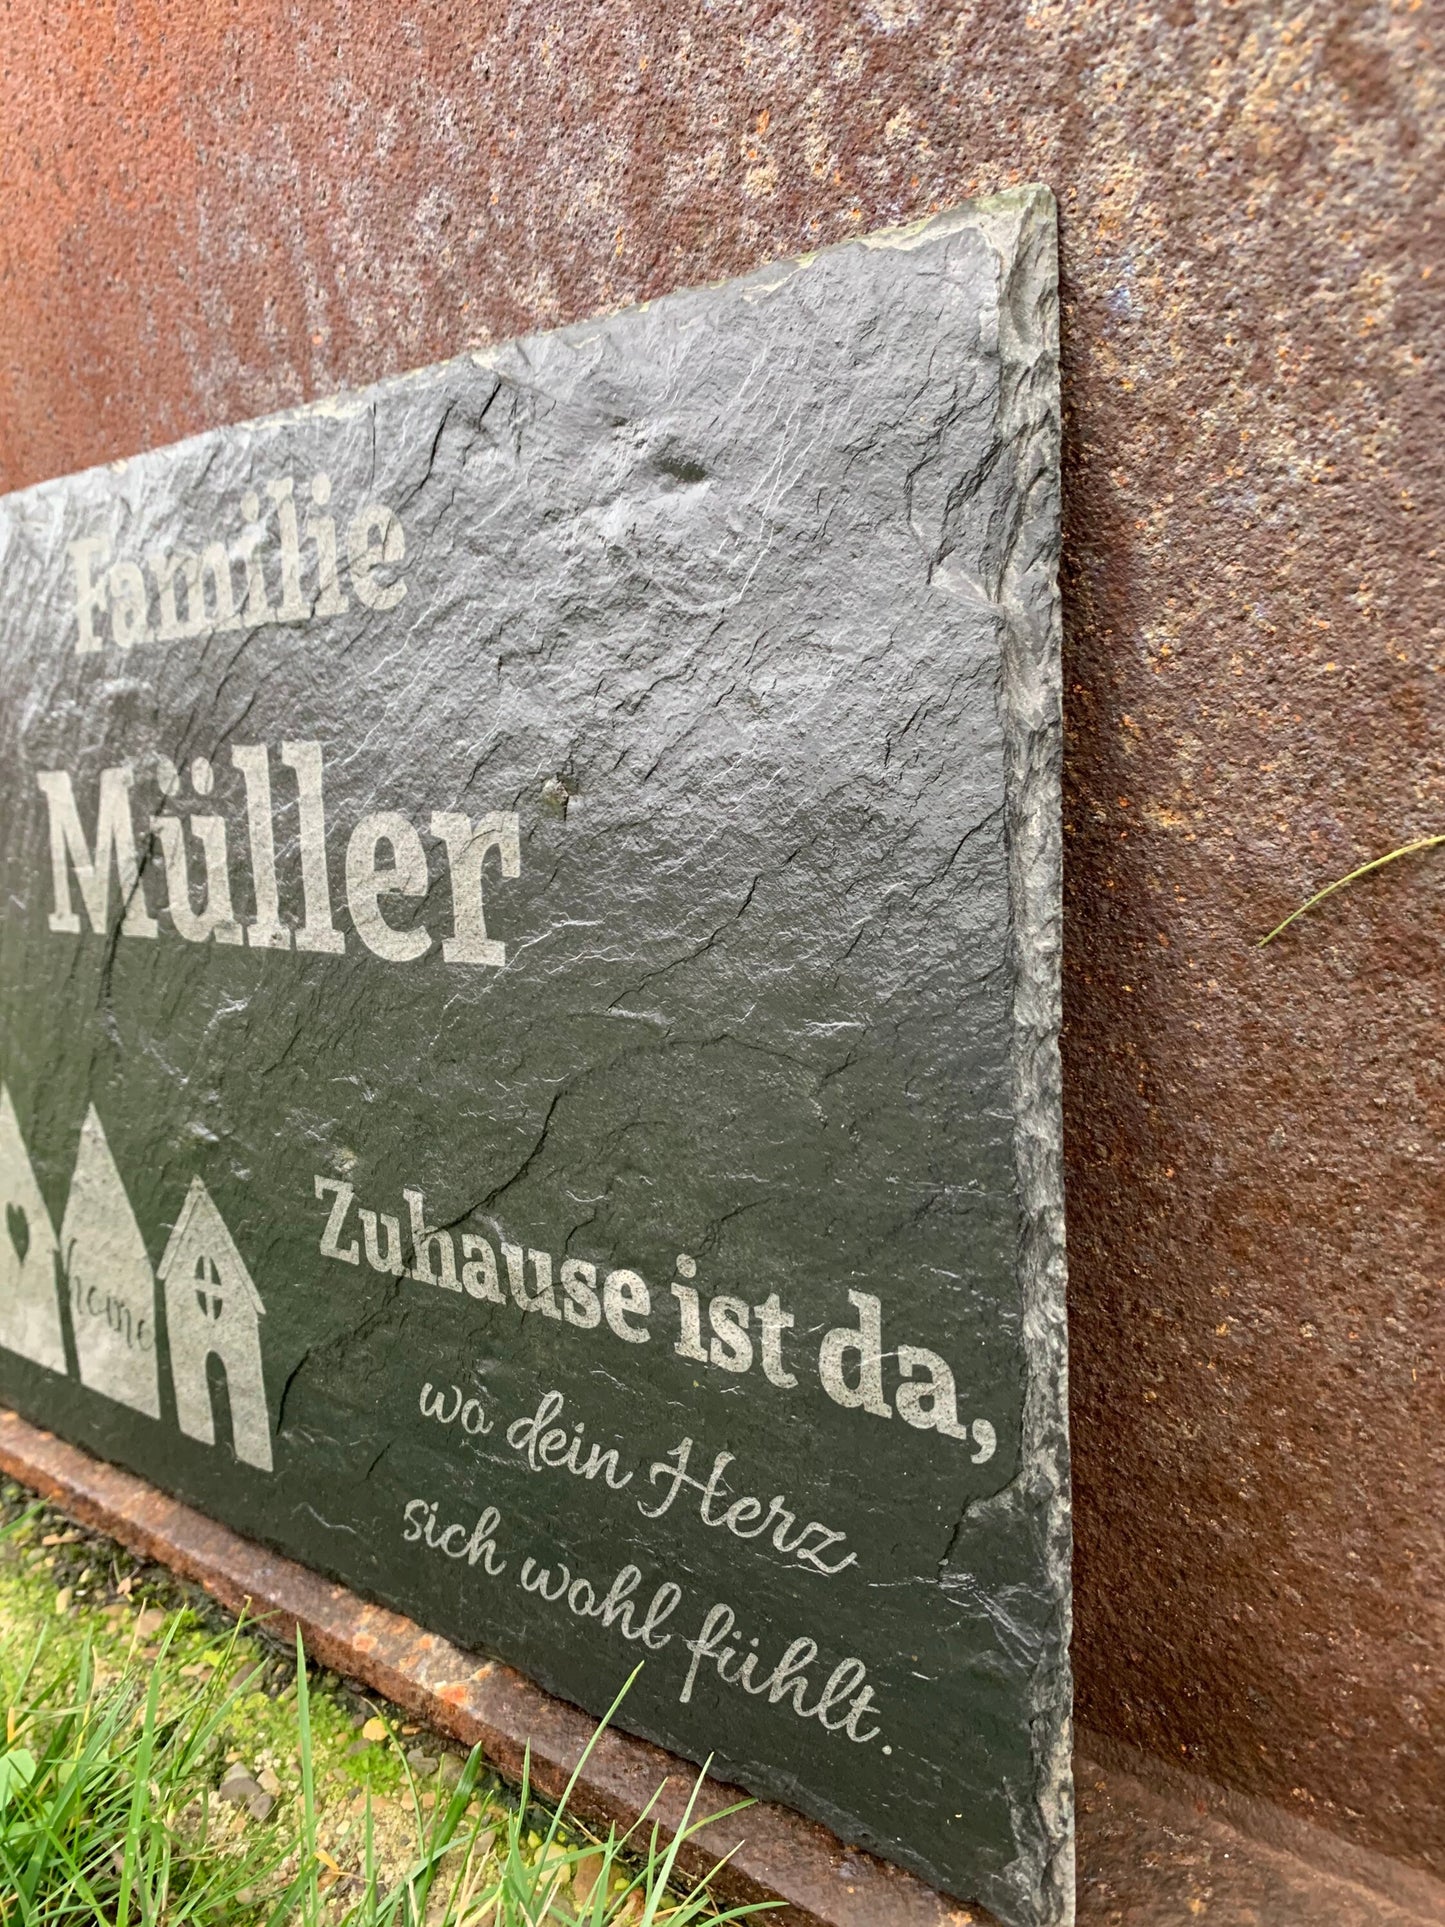 Familie
Müller
home
Zuhause ist da,
wo dein Herz
sich wohl fühlt.